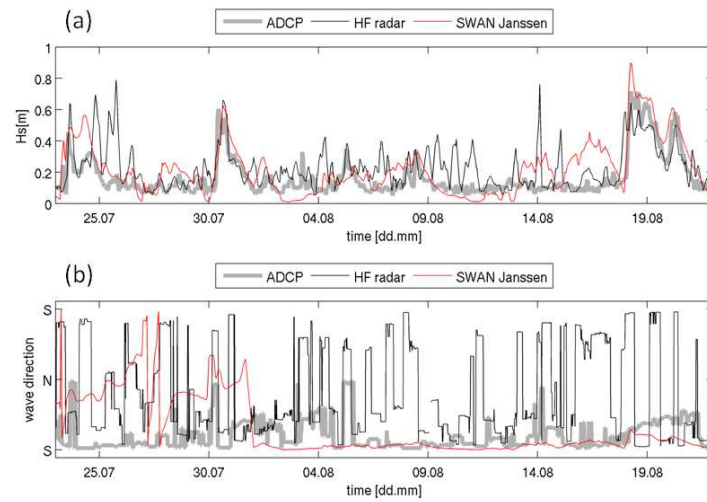 (a)
ADCP HF radar SWAN Janssen
1
0.8
0.6
0.4
0.2
0
Hs[m]
25.07 30.07 04.08 09.08 14.08 19.08
time [dd.mm]
(b)
ADCP HF radar SWAN Janssen
S
N
S
wave direction
25.07 30.07 04.08 09.08 14.08 19.08
time [dd.mm]